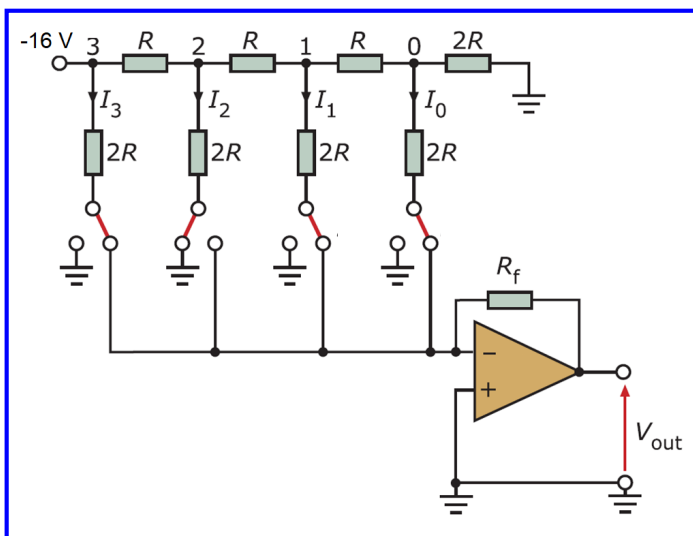 -16 V 3 R 2 R 1 R 0 2R
I3 I2 I1 I0
2R 2R 2R 2R
Rf
−
+
Vout